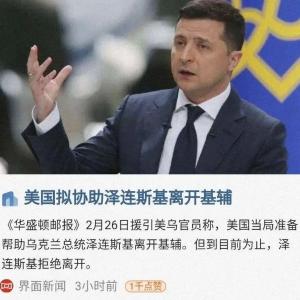 美国拟协助泽连斯基离开基辅
《华盛顿邮报》2月26日援引美乌官员称，美国当局准备
帮助乌克兰总统泽连斯基离开基辅。但到目前为止，泽
连斯基拒绝离开。
界面新闻 3小时前 1千点赞